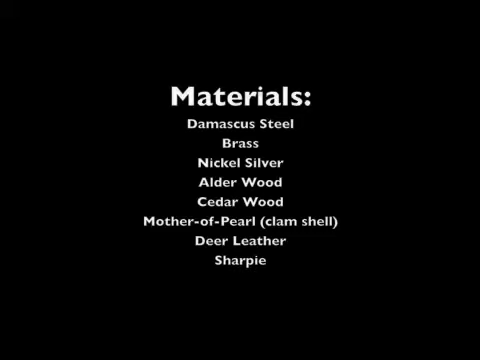 Materials:
Damascus Steel
Brass
Nickel Silver
Alder Wood
Cedar Wood
Mother-of-Pearl (clam shell)
Deer Leather
Sharpie